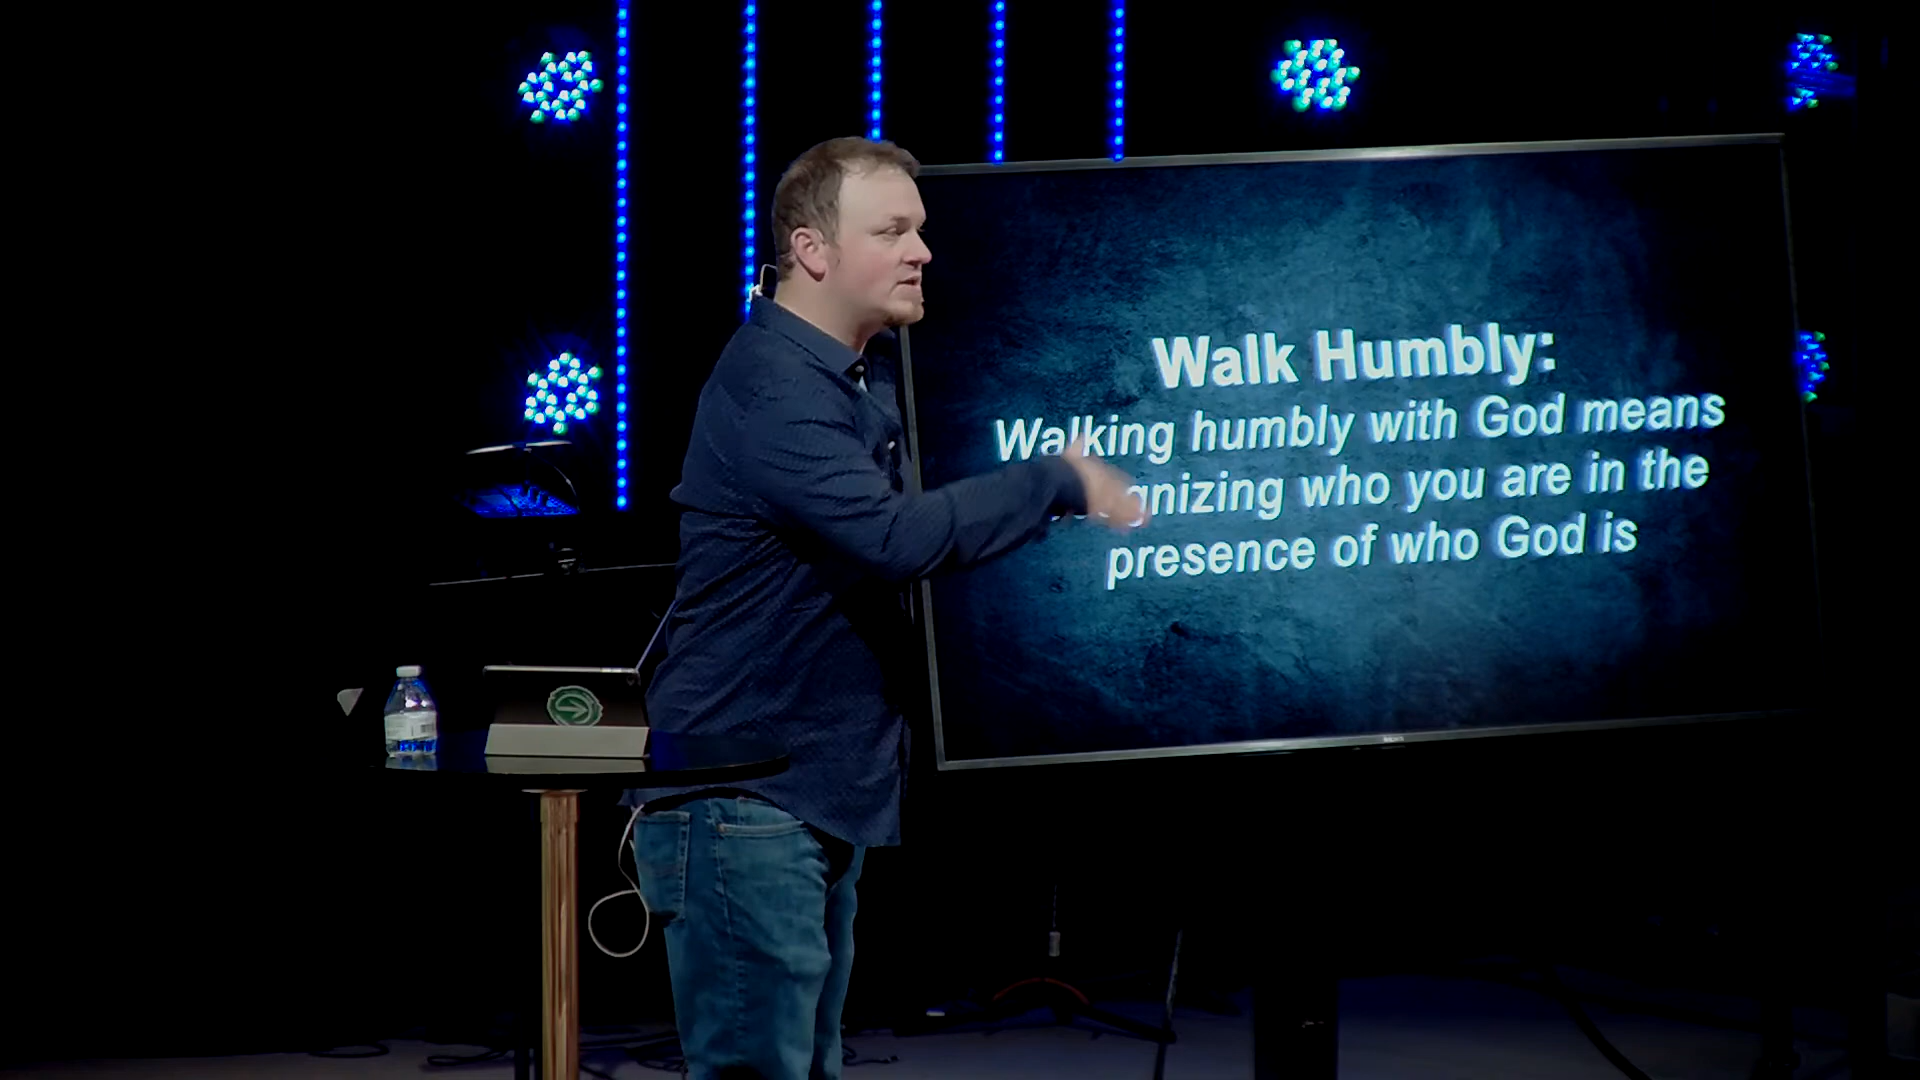 Walk Humbly:
Walking humbly with God means
who you are in the
presence of who God is